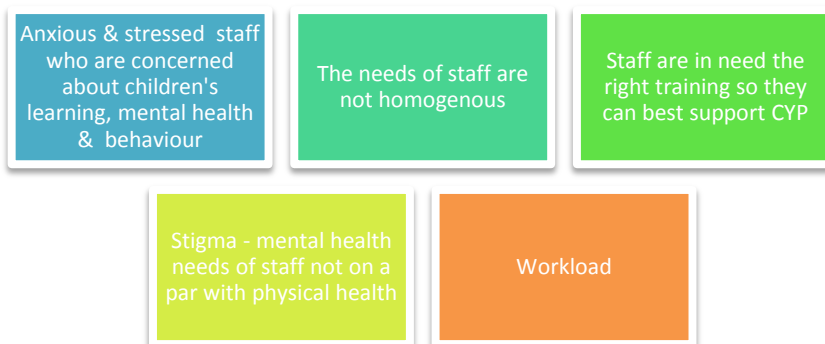 Anxious & stressed staff
who are concerned
about children's
learning, mental health
& behaviour
The needs of staff are
not homogenous
Staff are in need the
right training so they
can best support CYP
Stigma - mental health
needs of staff not on a
par with physical health
Workload